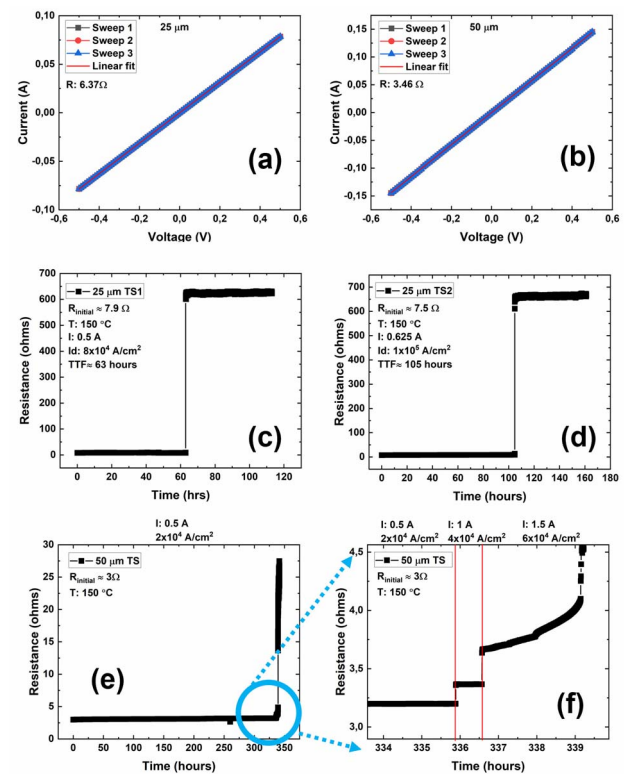 25 µm
Sweep 1
Sweep 2
Sweep 3
Linear fit
R: 6.37Ω
(a)
Current (A)
0,10
0,05
0,00
-0,05
-0,10
-0,6 -0,4 -0,2 0,0 0,2 0,4 0,6
Voltage (V)
50 µm
Sweep 1
Sweep 2
Sweep 3
Linear fit
R: 3.46Ω
(b)
Current (A)
0,15
0,10
0,05
0,00
-0,05
-0,10
-0,15
-0,6 -0,4 -0,2 0,0 0,2 0,4 0,6
Voltage (V)
25 µm TS1
Rinitial ≈ 7.9 Ω
T: 150 °C
I: 0.5 A
Id: 8x10⁴ A/cm²
TTF≈ 63 hours
(c)
Resistance (ohms)
700
600
500
400
300
200
100
0
0 20 40 60 80 100 120 140
Time (hrs)
25 µm TS2
Rinitial ≈ 7.5 Ω
T: 150 °C
I: 0.625 A
Id: 1x10⁵ A/cm²
TTF≈ 105 hours
(d)
Resistance (ohms)
700
600
500
400
300
200
100
0
0 20 40 60 80 100 120 140 160
Time (hours)
I: 0.5 A
2x10⁴ A/cm²
50 µm TS
Rinitial ≈ 3Ω
T: 150 °C
(e)
Resistance (ohms)
30
25
20
15
10
5
0
0 50 100 150 200 250 300 350
Time (hours)
I: 0.5 A I: 1 A I: 1.5 A
2x10⁴ A/cm² 4x10⁴ A/cm² 6x10⁴ A/cm²
50 µm TS
Rinitial ≈ 3Ω
T: 150 °C
(f)
Resistance (ohms)
4,5
4,0
3,5
3,0
334 335 336 337 338 339
Time (hours)